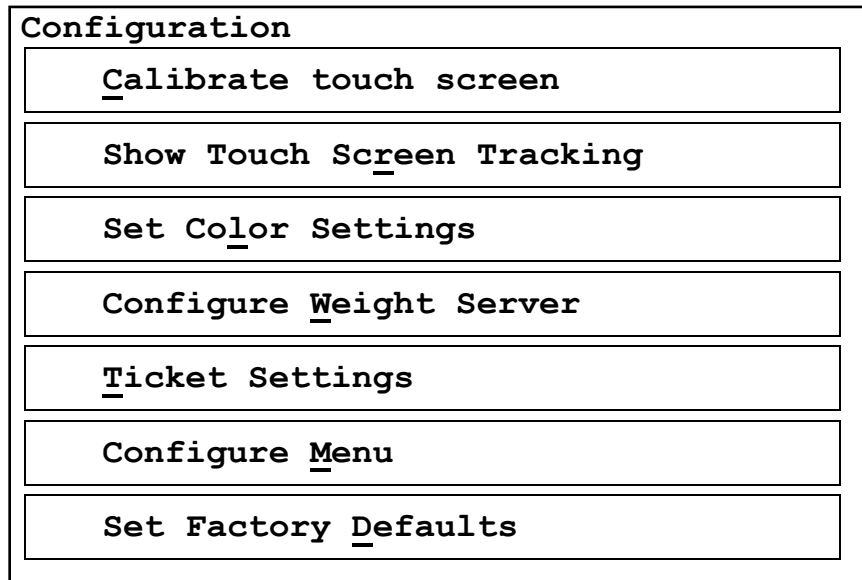 Configuration
Calibrate touch screen
Show Touch Screen Tracking
Set Color Settings
Configure Weight Server
Ticket Settings
Configure Menu
Set Factory Defaults